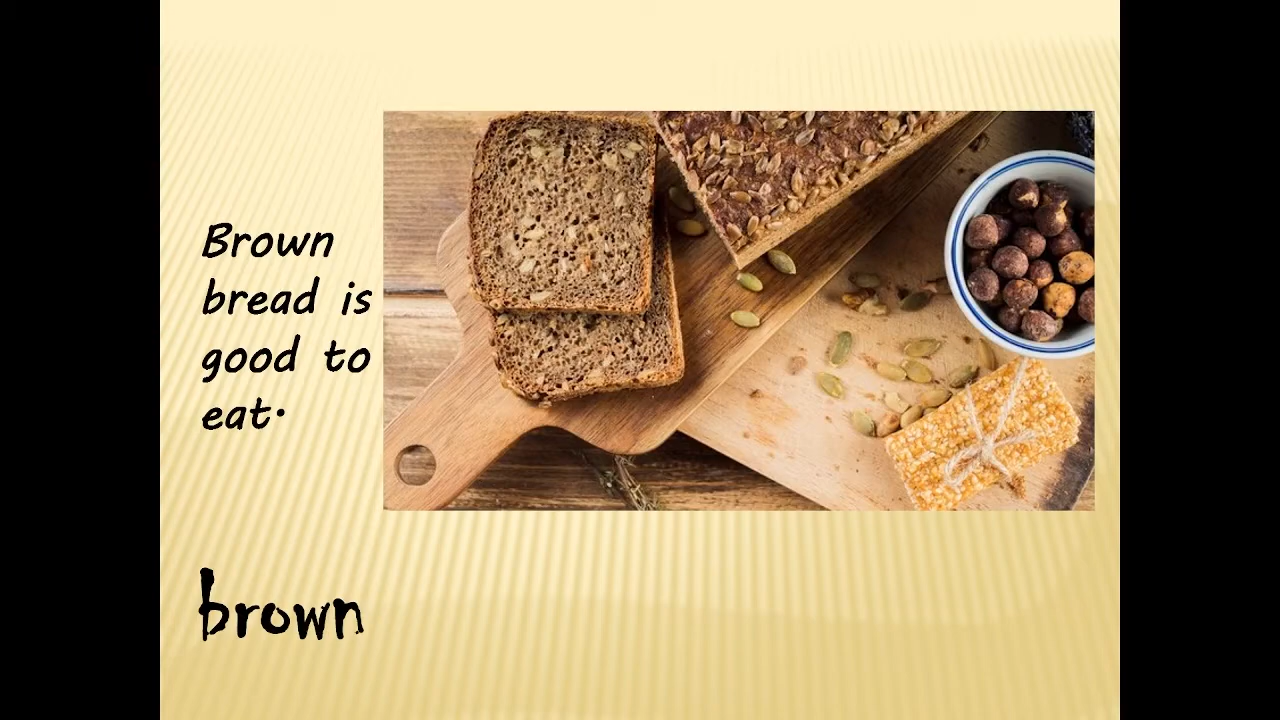 Brown
bread is
good to
eat.
brown